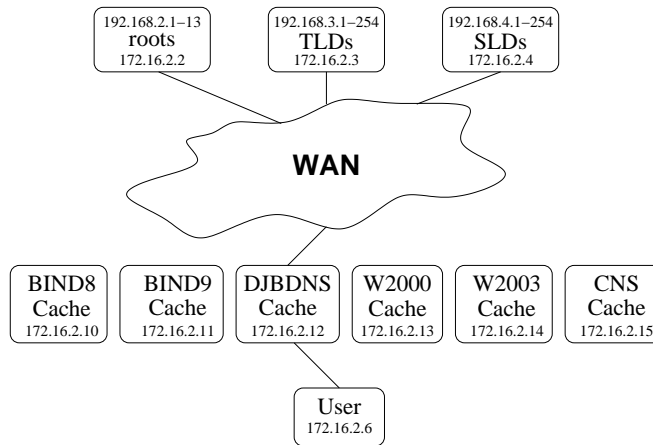 192.168.2.1–13
roots
172.16.2.2
192.168.3.1–254
TLDs
172.16.2.3
192.168.4.1–254
SLDs
172.16.2.4
WAN
BIND8
Cache
172.16.2.10
BIND9
Cache
172.16.2.11
DJBDNS
Cache
172.16.2.12
W2000
Cache
172.16.2.13
W2003
Cache
172.16.2.14
CNS
Cache
172.16.2.15
User
172.16.2.6